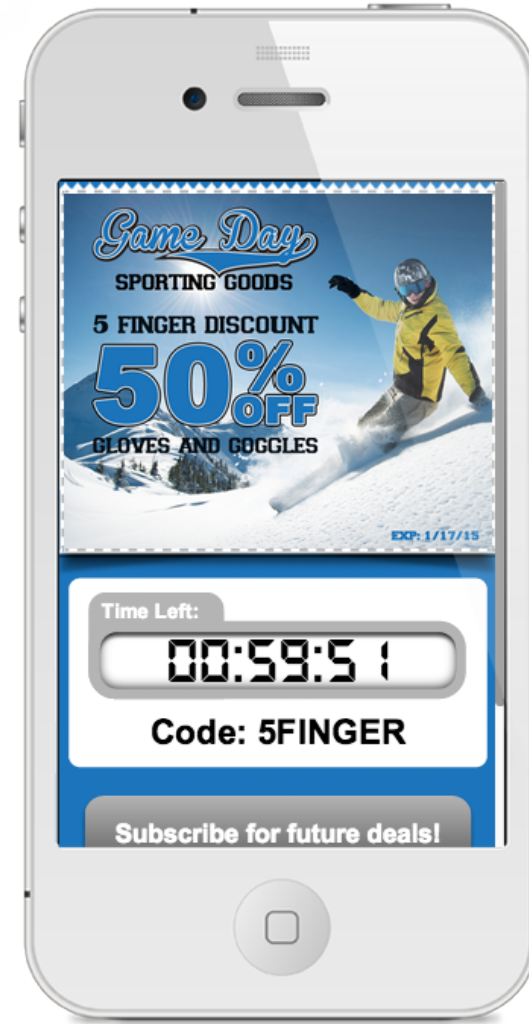 Game Day
SPORTING GOODS
5 FINGER DISCOUNT
50% OFF
GLOVES AND GOGGLES
EXP: 1/17/15
Time Left:
00:59:51
Code: 5FINGER
Subscribe for future deals!